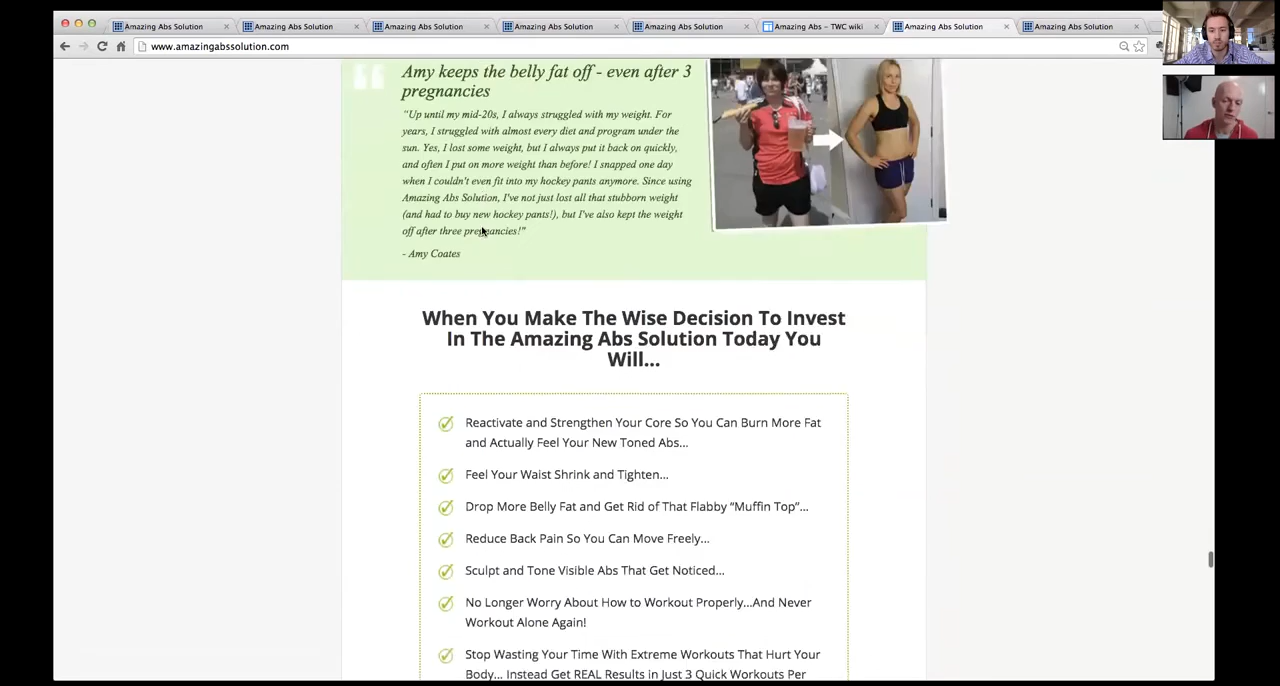 Amazing Abs Solution
Amazing Abs Solution
Amazing Abs Solution
Amazing Abs Solution
Amazing Abs Solution
Amazing Abs – TWC wiki
Amazing Abs Solution
Amazing Abs Solution
www.amazingabssolution.com
Amy keeps the belly fat off - even after 3
pregnancies
"Up until my mid-20s, I always struggled with my weight. For
years, I struggled with almost every diet and program under the
sun. Yes, I lost some weight, but I always put it back on quickly,
and often I put on more weight than before! I snapped one day
when I couldn't even fit into my hockey pants anymore. Since using
Amazing Abs Solution, I've not just lost all that stubborn weight
(and had to buy new hockey pants!), but I've also kept the weight
off after three pregnancies!"
- Amy Coates
When You Make The Wise Decision To Invest
In The Amazing Abs Solution Today You
Will...
Reactivate and Strengthen Your Core So You Can Burn More Fat
and Actually Feel Your New Toned Abs...
Feel Your Waist Shrink and Tighten...
Drop More Belly Fat and Get Rid of That Flabby “Muffin Top”...
Reduce Back Pain So You Can Move Freely...
Sculpt and Tone Visible Abs That Get Noticed...
No Longer Worry About How to Workout Properly...And Never
Workout Alone Again!
Stop Wasting Your Time With Extreme Workouts That Hurt Your
Body... Instead Get REAL Results in Just 3 Quick Workouts Per